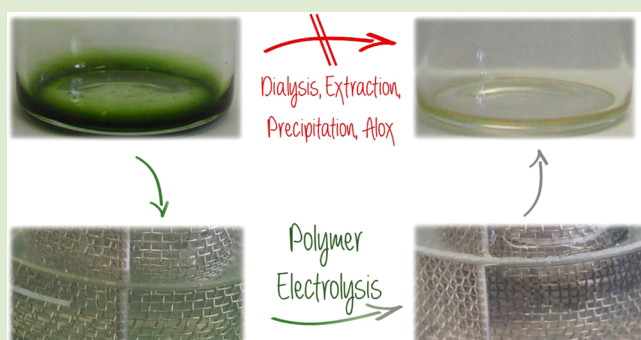 Dialysis, Extraction,
Precipitation, Alox
Polymer
Electrolysis